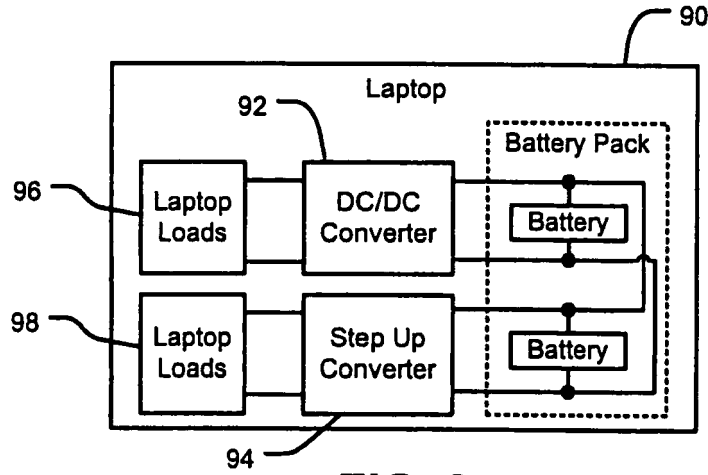 90
Laptop
92
Battery Pack
96
Laptop
Loads
DC/DC
Converter
Battery
98
Laptop
Loads
Step Up
Converter
Battery
94